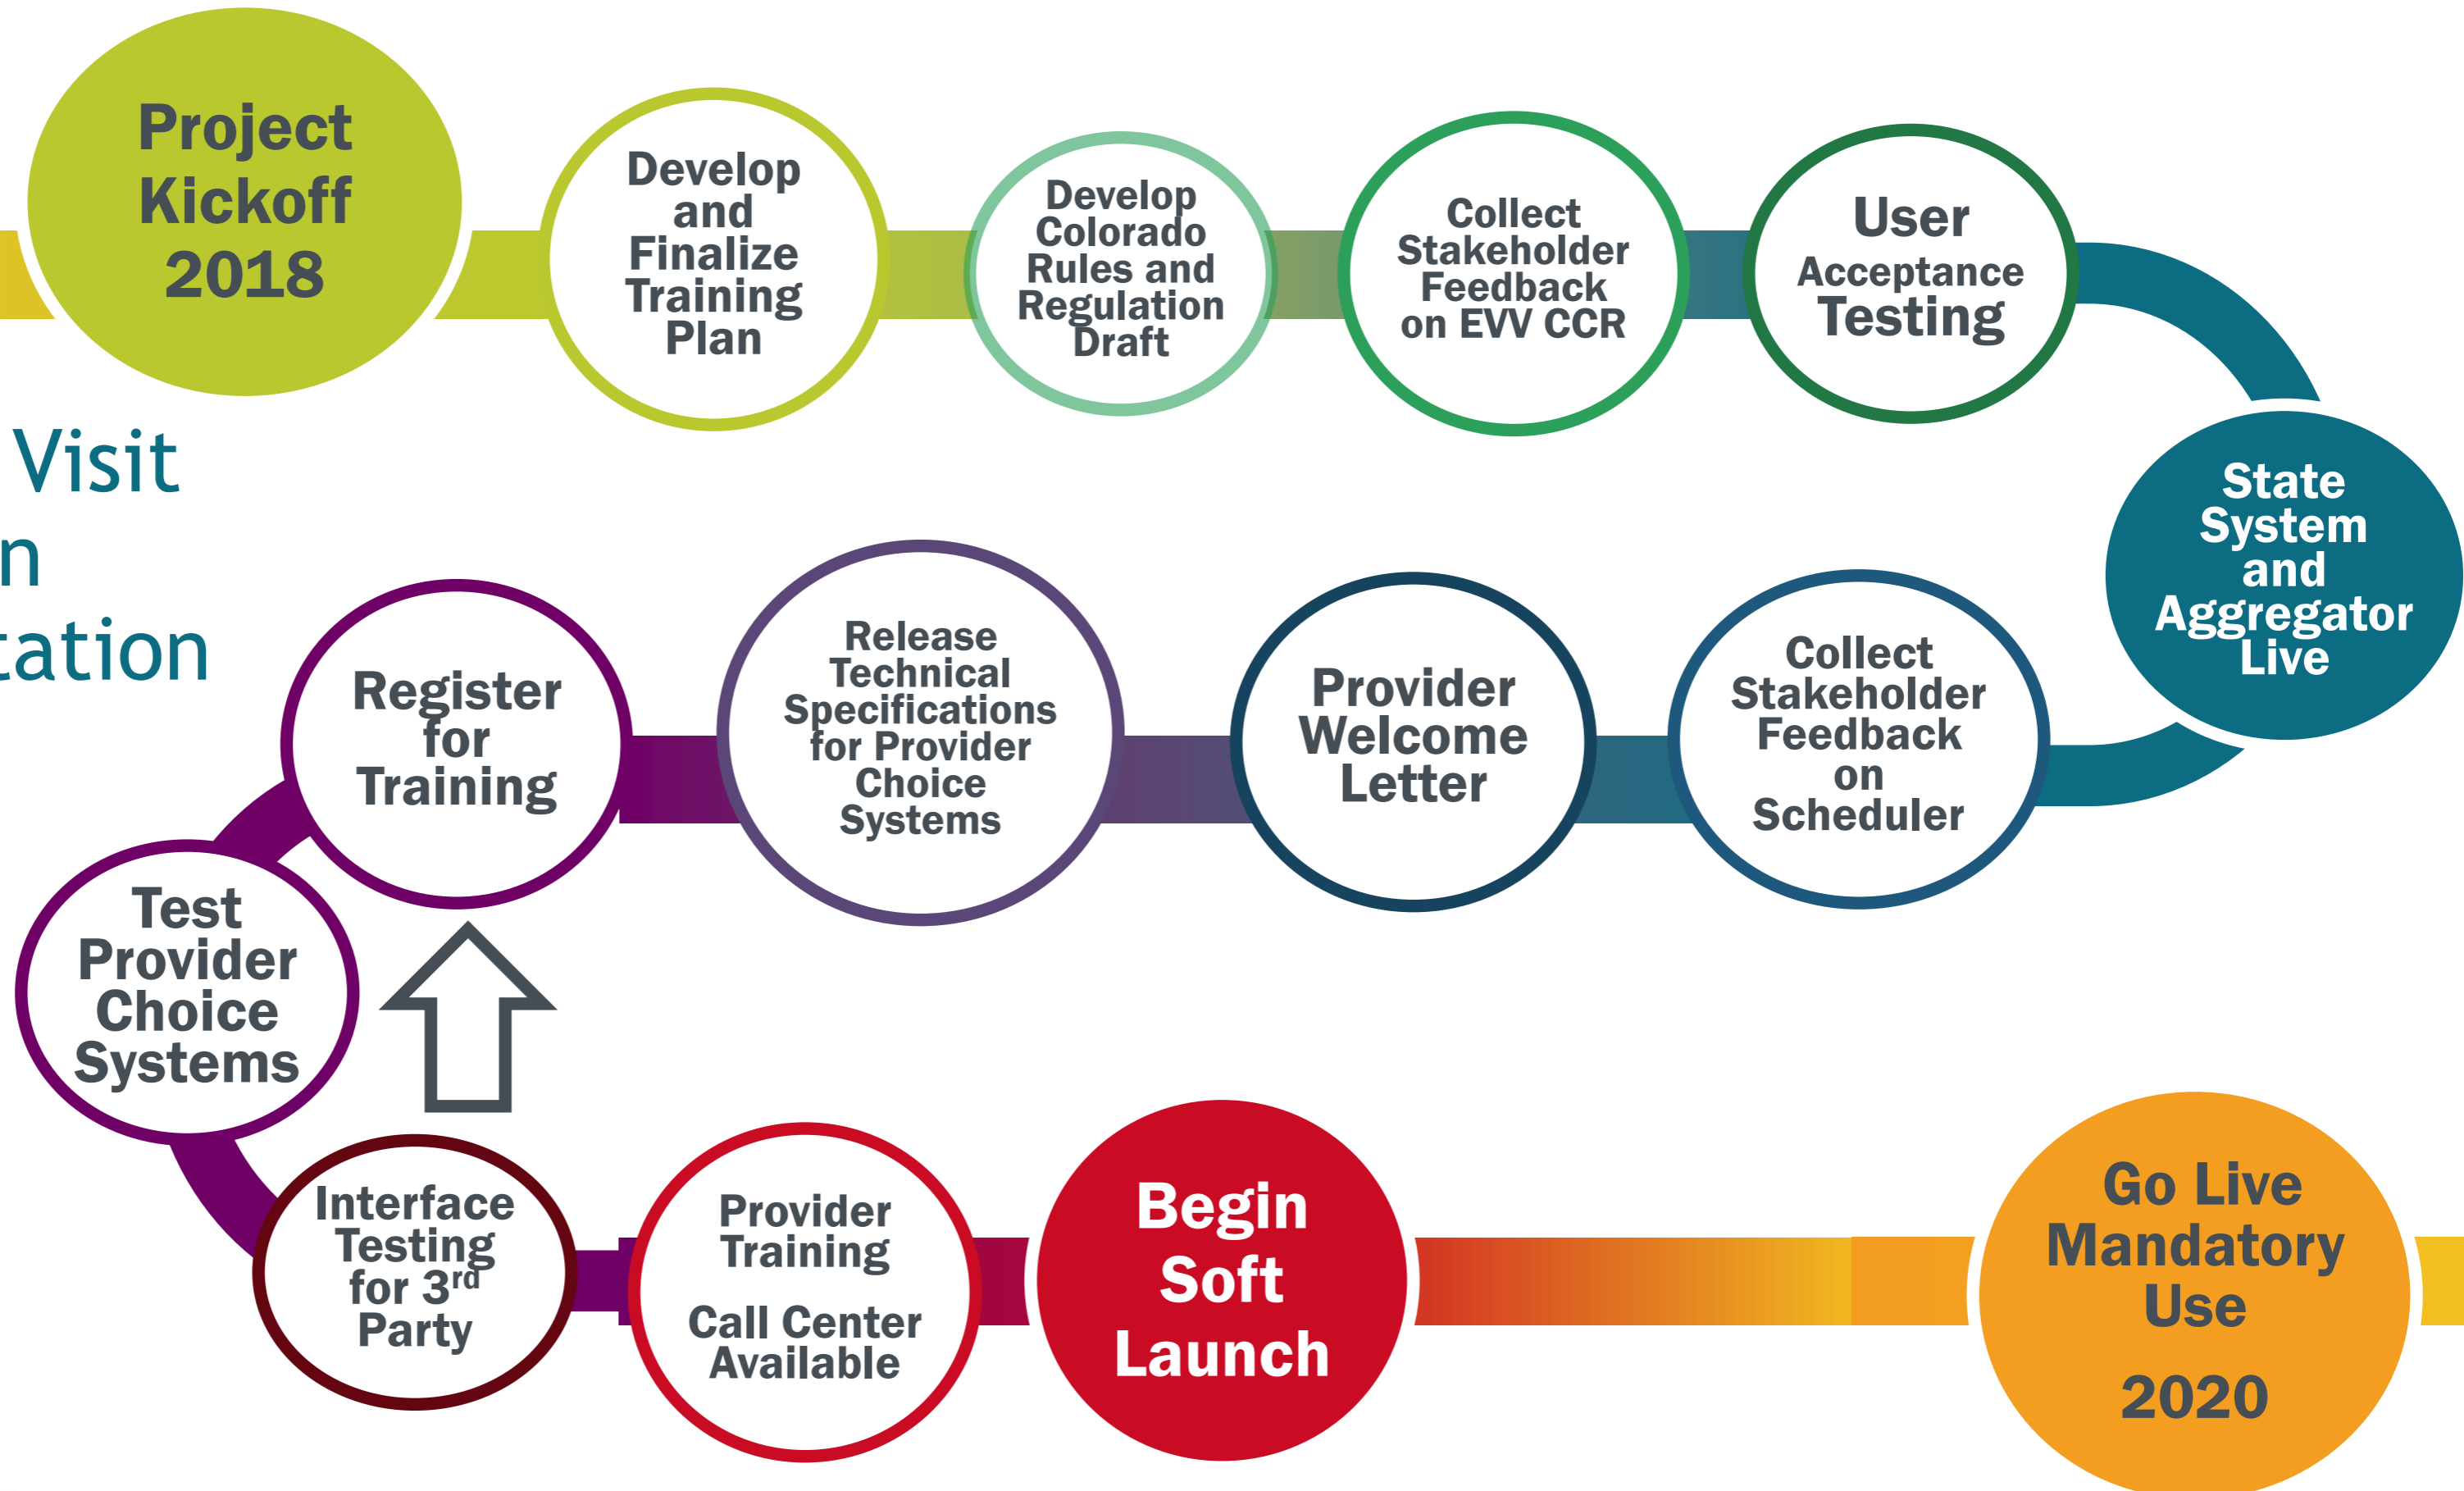 Project
Kickoff
2018
Develop
and
Finalize
Training
Plan
Develop
Colorado
Rules and
Regulation
Draft
Collect
Stakeholder
Feedback
on EVV CCR
User
Acceptance
Testing
State
System
and
Aggregator
Live
Visit
n
tation
Collect
Stakeholder
Feedback
on
Scheduler
Provider
Welcome
Letter
Release
Technical
Specifications
for Provider
Choice
Systems
Register
for
Training
Test
Provider
Choice
Systems
Interface
Testing
for 3rd
Party
Provider
Training
Call Center
Available
Begin
Soft
Launch
Go Live
Mandatory
Use
2020